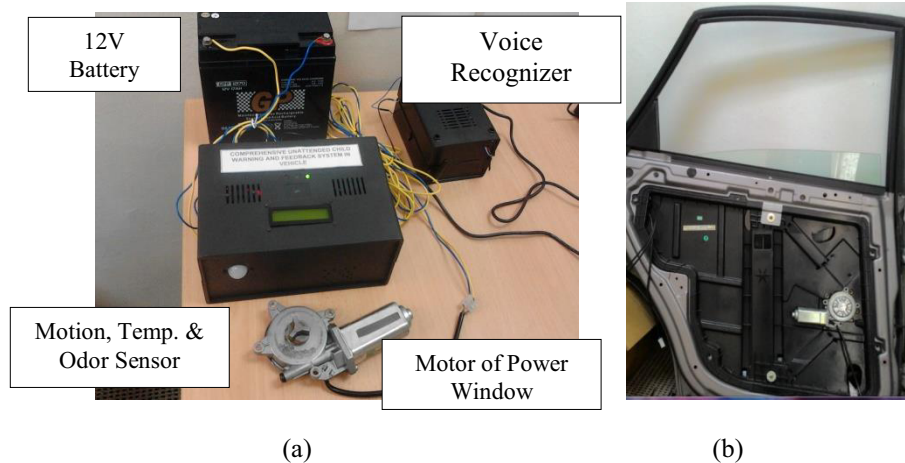 12V
Battery
Voice
Recognizer
GP
COMPREHENSIVE UNATTENDED CHILD
WARNING AND FEEDBACK SYSTEM IN
VEHICLE
Motion, Temp. &
Odor Sensor
Motor of Power
Window
(a)
(b)